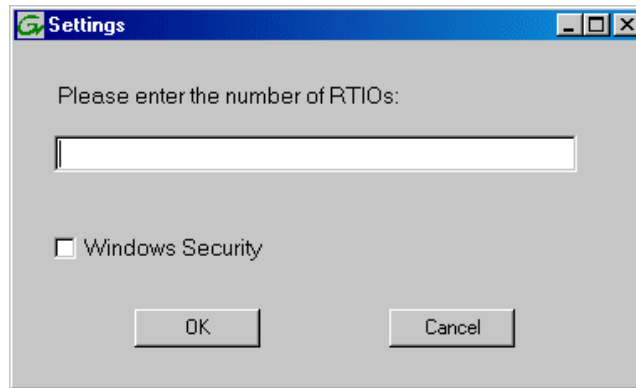 Settings
Please enter the number of RTIOs:
Windows Security
OK
Cancel